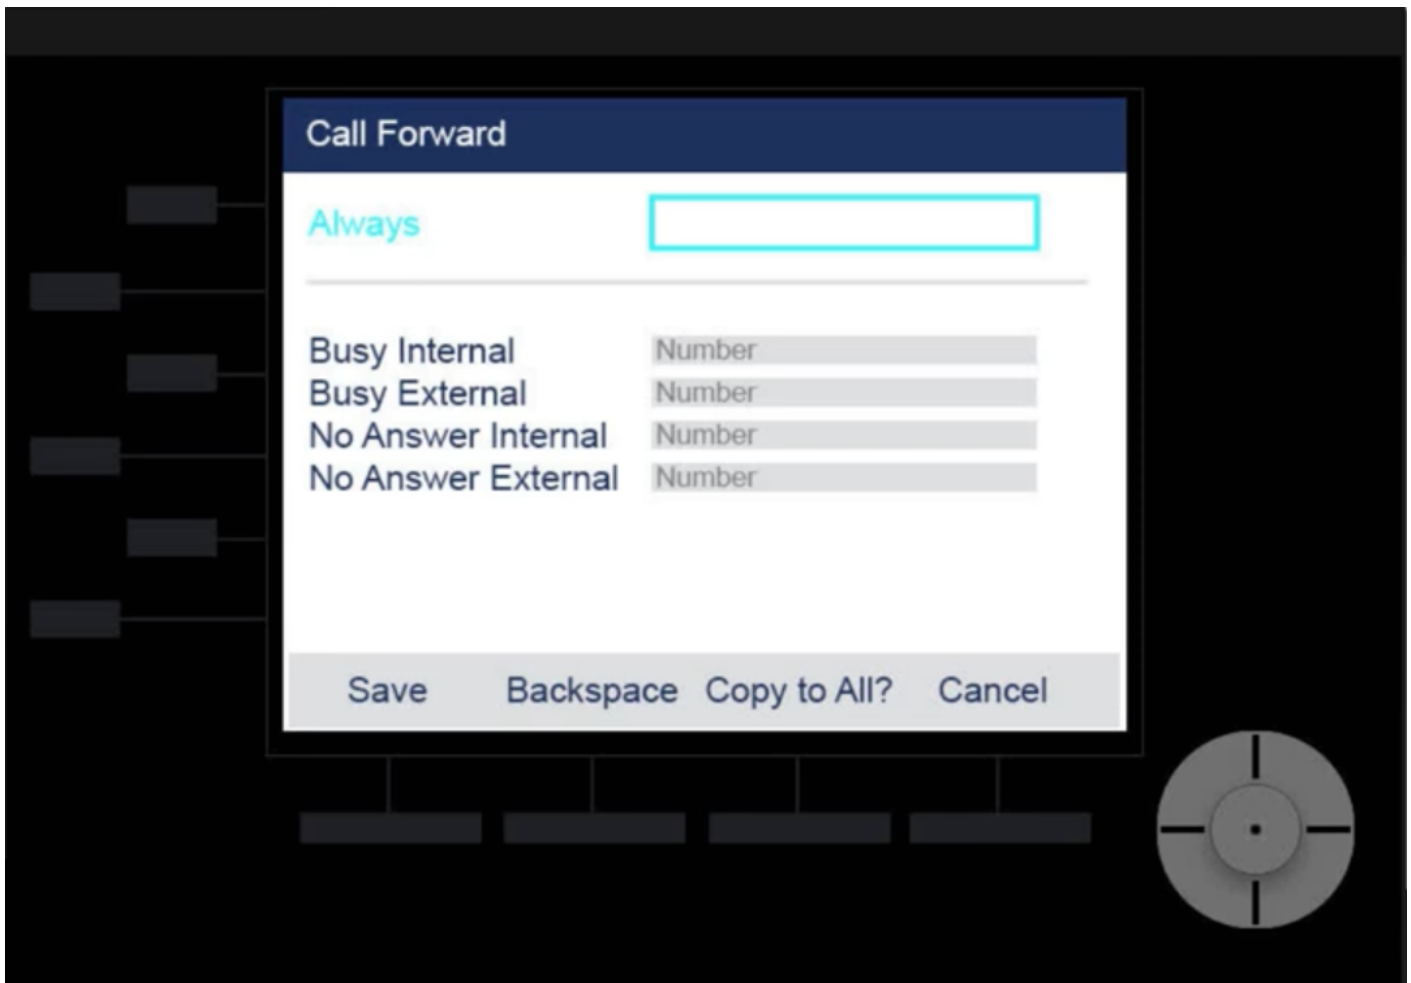 Call Forward
Always
Busy Internal Number
Busy External Number
No Answer Internal Number
No Answer External Number
Save Backspace Copy to All? Cancel